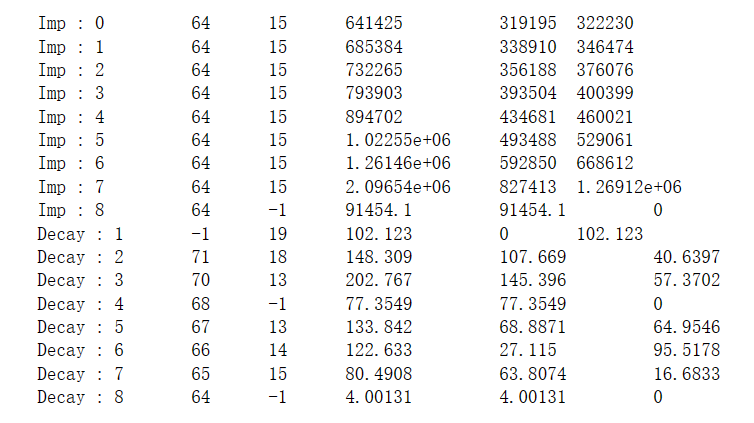 Imp : 0 64 15 641425 319195 322230
Imp : 1 64 15 685384 338910 346474
Imp : 2 64 15 732265 356188 376076
Imp : 3 64 15 793903 393504 400399
Imp : 4 64 15 894702 434681 460021
Imp : 5 64 15 1.02255e+06 493488 529061
Imp : 6 64 15 1.26146e+06 592850 668612
Imp : 7 64 15 2.09654e+06 827413 1.26912e+06
Imp : 8 64 -1 91454.1 91454.1 0
Decay : 1 -1 19 102.123 0 102.123
Decay : 2 71 18 148.309 107.669 40.6397
Decay : 3 70 13 202.767 145.396 57.3702
Decay : 4 68 -1 77.3549 77.3549 0
Decay : 5 67 13 133.842 68.8871 64.9546
Decay : 6 66 14 122.633 27.115 95.5178
Decay : 7 65 15 80.4908 63.8074 16.6833
Decay : 8 64 -1 4.00131 4.00131 0